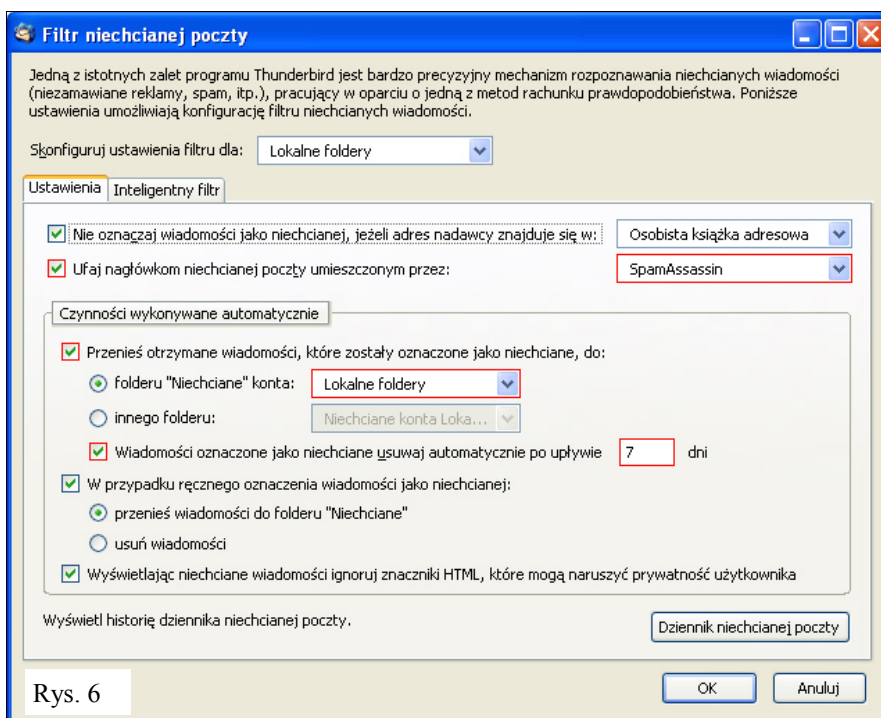 Filtr niechcianej poczty
Jedną z istotnych zalet programu Thunderbird jest bardzo precyzyjny mechanizm rozpoznawania niechcianych wiadomości
(niezamawiane reklamy, spam, itp.), pracujący w oparciu o jedną z metod rachunku prawdopodobieństwa. Poniższe
ustawienia umożliwiają konfigurację filtru niechcianych wiadomości.
Skonfiguruj ustawienia filtru dla: Lokalne foldery
Ustawienia Inteligentny filtr
Nie oznaczaj wiadomości jako niechcianej, jeżeli adres nadawcy znajduje się w: Osobista książka adresowa
Ufaj nagłówkom niechcianej poczty umieszczonym przez: SpamAssassin
Czynności wykonywane automatycznie
Przenieś otrzymane wiadomości, które zostały oznaczone jako niechciane, do:
folderu "Niechciane" konta: Lokalne foldery
innego folderu: Niechciane konta Loka...
Wiadomości oznaczone jako niechciane usuwaj automatycznie po upływie 7 dni
W przypadku ręcznego oznaczenia wiadomości jako niechcianej:
przenieś wiadomości do folderu "Niechciane"
usuń wiadomości
Wyświetlając niechciane wiadomości ignoruj znaczniki HTML, które mogą naruszyć prywatność użytkownika
Wyświetl historię dziennika niechcianej poczty. Dziennik niechcianej poczty
Rys. 6 OK Anuluj